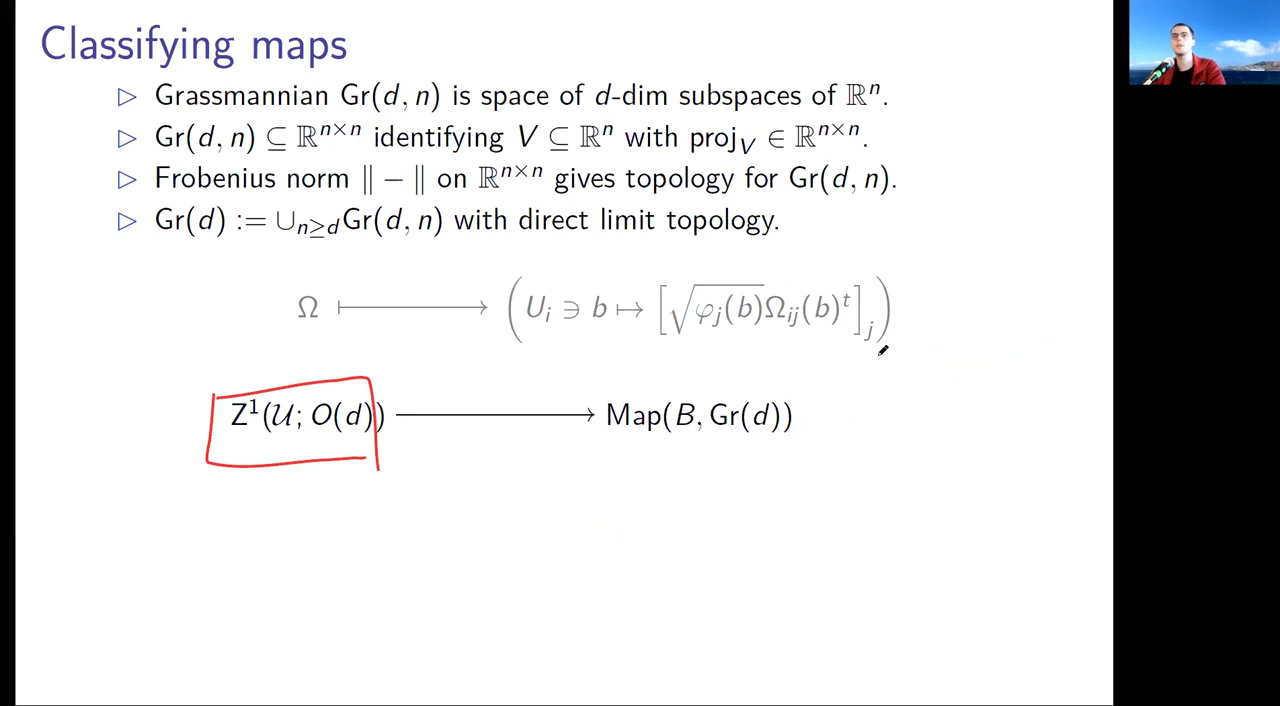 Classifying maps
▷ Grassmannian Gr(d, n) is space of d-dim subspaces of ℝⁿ.
▷ Gr(d, n) ⊆ ℝⁿˣⁿ identifying V ⊆ ℝⁿ with proj_V ∈ ℝⁿˣⁿ.
▷ Frobenius norm ‖ − ‖ on ℝⁿˣⁿ gives topology for Gr(d, n).
▷ Gr(d) := ∪_{n≥d}Gr(d, n) with direct limit topology.
Ω ⟼ (U_i ∋ b ↦ [√φ_j(b)Ω_{ij}(b)ᵗ]_j)
Z¹(𝒰; O(d)) ⟶ Map(B, Gr(d))